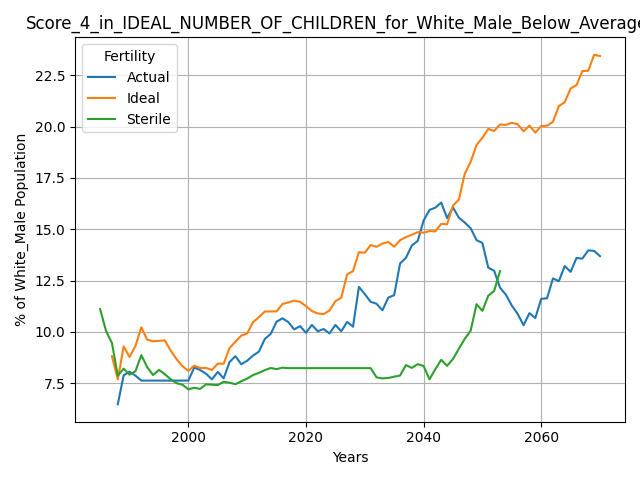 Score_4_in_IDEAL_NUMBER_OF_CHILDREN_for_White_Male_Below_Average
Fertility
Actual
Ideal
Sterile
% of White_Male Population
22.5
20.0
17.5
15.0
12.5
10.0
7.5
2000 2020 2040 2060
Years